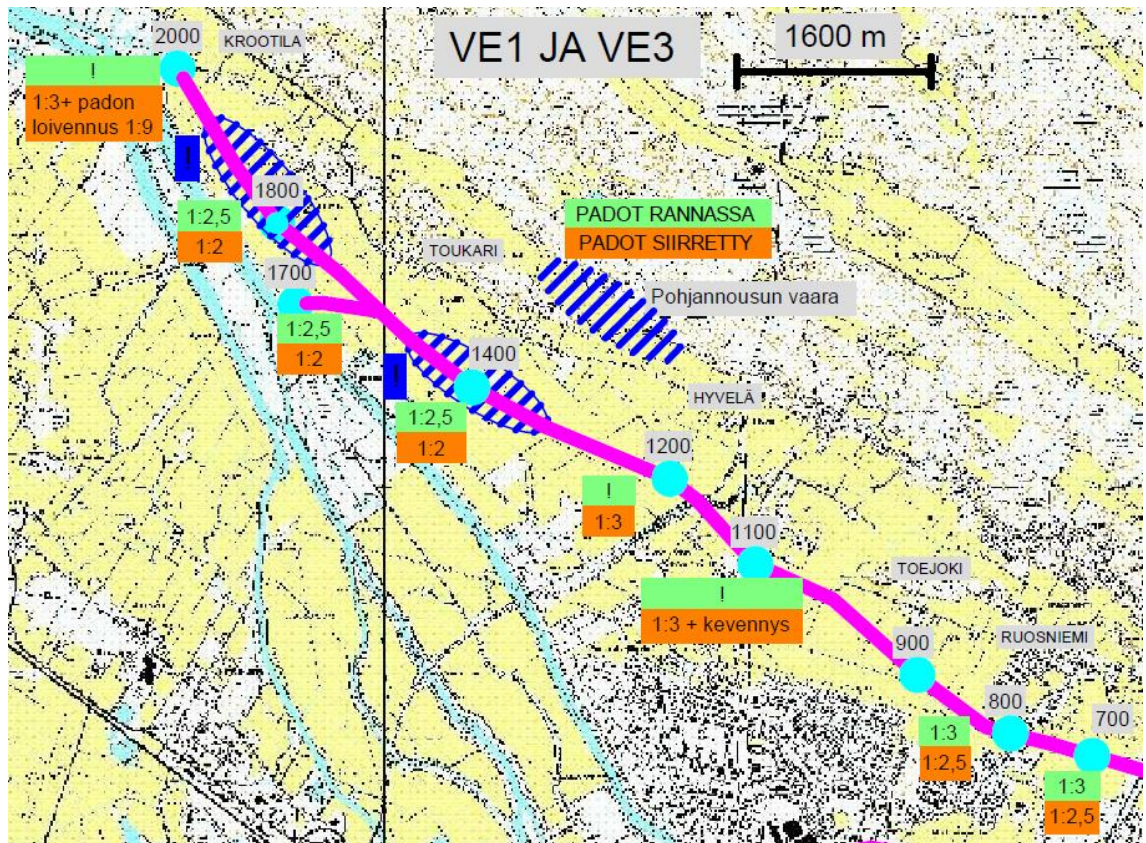 2000
KROOTILA
VE1 JA VE3
1600 m
!
1:3+ padon
loivennus 1:9
!
1800
1:2,5
1:2
PADOT RANNASSA
PADOT SIIRRETTY
TOUKARI
1700
Pohjannousun vaara
1:2,5
1:2
1400
!
HYVELÄ
1:2,5
1:2
1200
!
1:3
1100
TOEJOKI
!
1:3 + kevennys
RUOSNIEMI
900
800
1:3
1:2,5
700
1:3
1:2,5